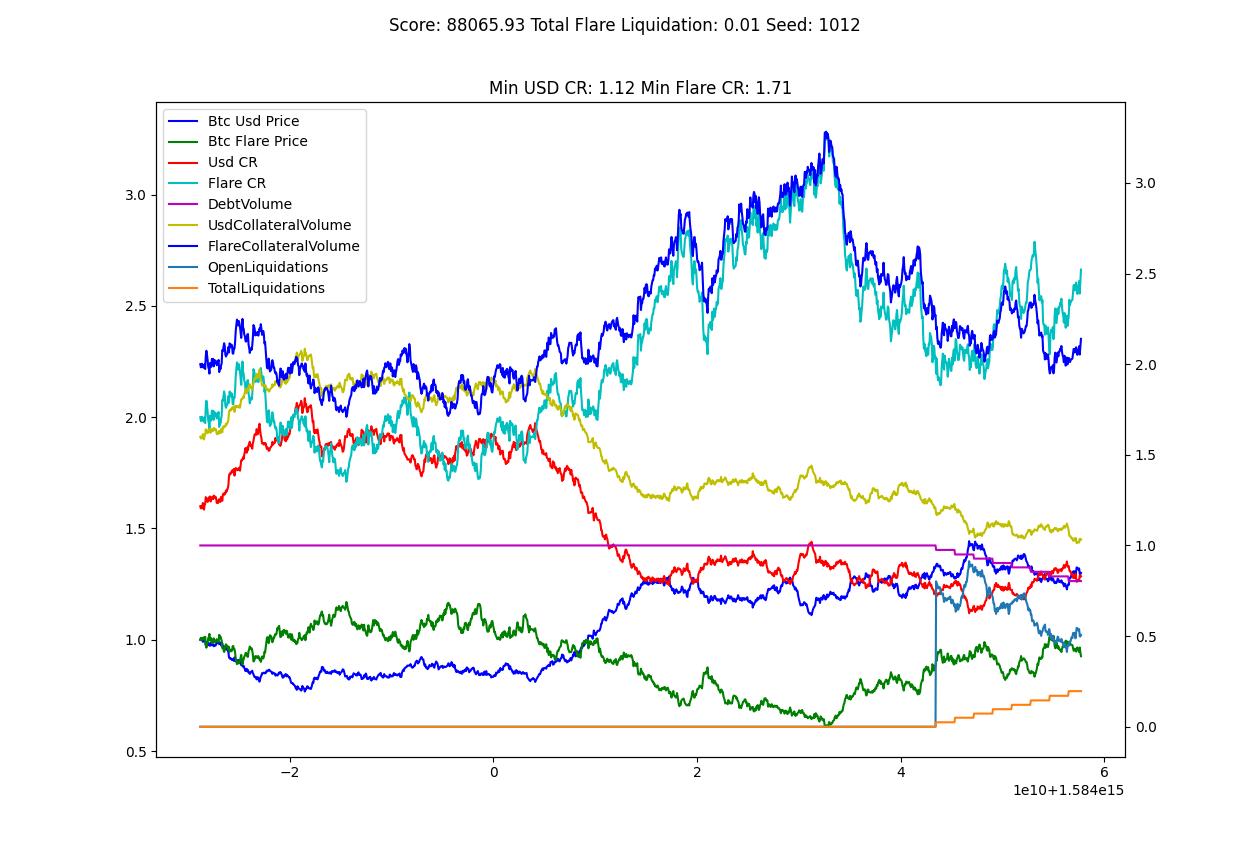 Score: 88065.93 Total Flare Liquidation: 0.01 Seed: 1012
Min USD CR: 1.12 Min Flare CR: 1.71
Btc Usd Price
Btc Flare Price
Usd CR
Flare CR
DebtVolume
UsdCollateralVolume
FlareCollateralVolume
OpenLiquidations
TotalLiquidations
3.0
2.5
2.0
1.5
1.0
0.5
3.0
2.5
2.0
1.5
1.0
0.5
0.0
−2
0
2
4
6
1e10+1.584e15